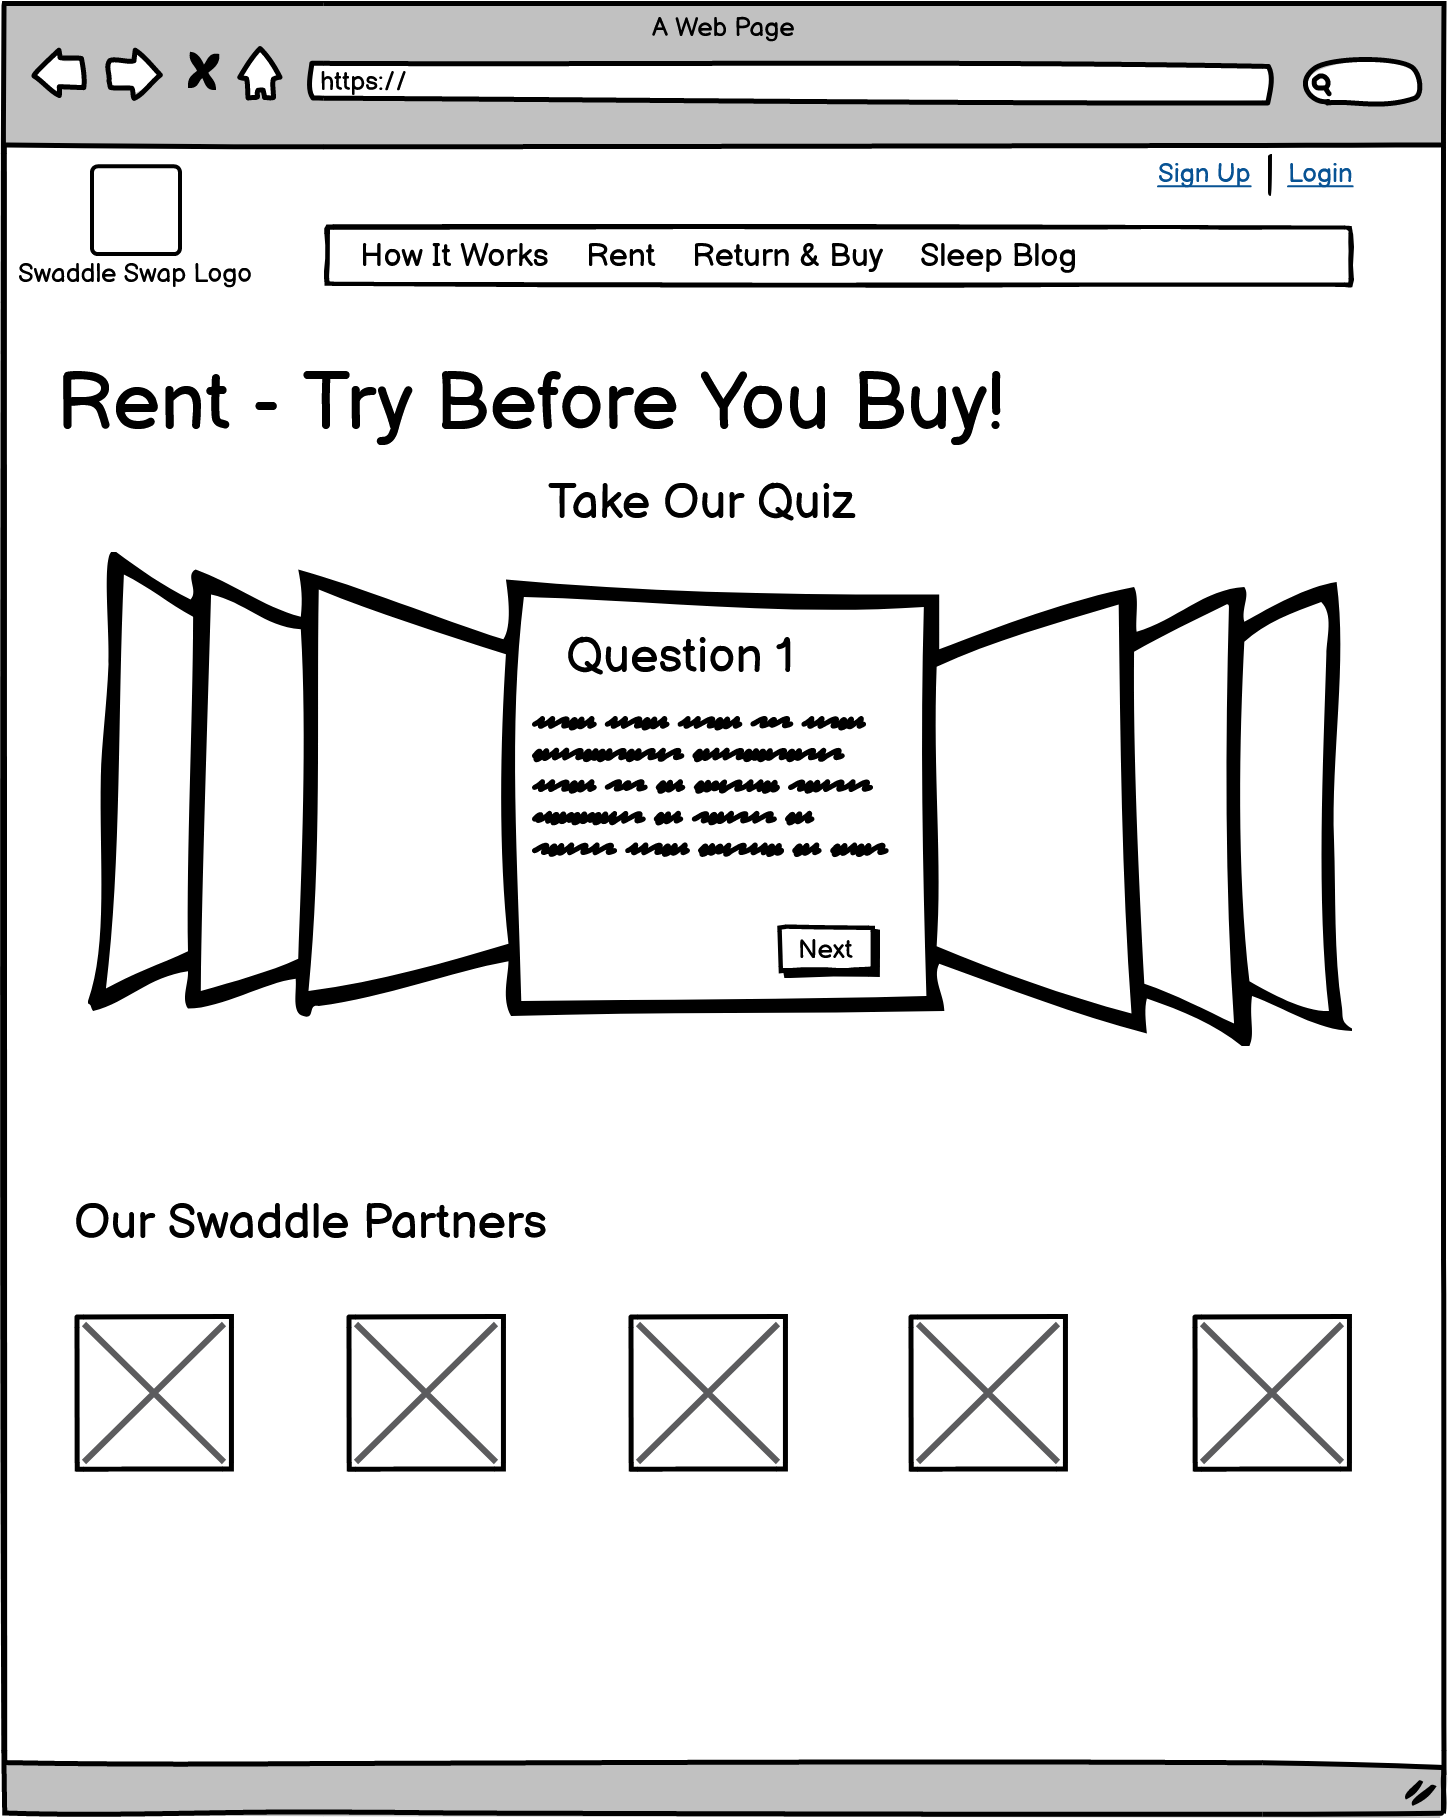 A Web Page
https://
Sign Up
Login
Swaddle Swap Logo
How It Works Rent Return & Buy Sleep Blog
Rent - Try Before You Buy!
Take Our Quiz
Question 1
Next
Our Swaddle Partners